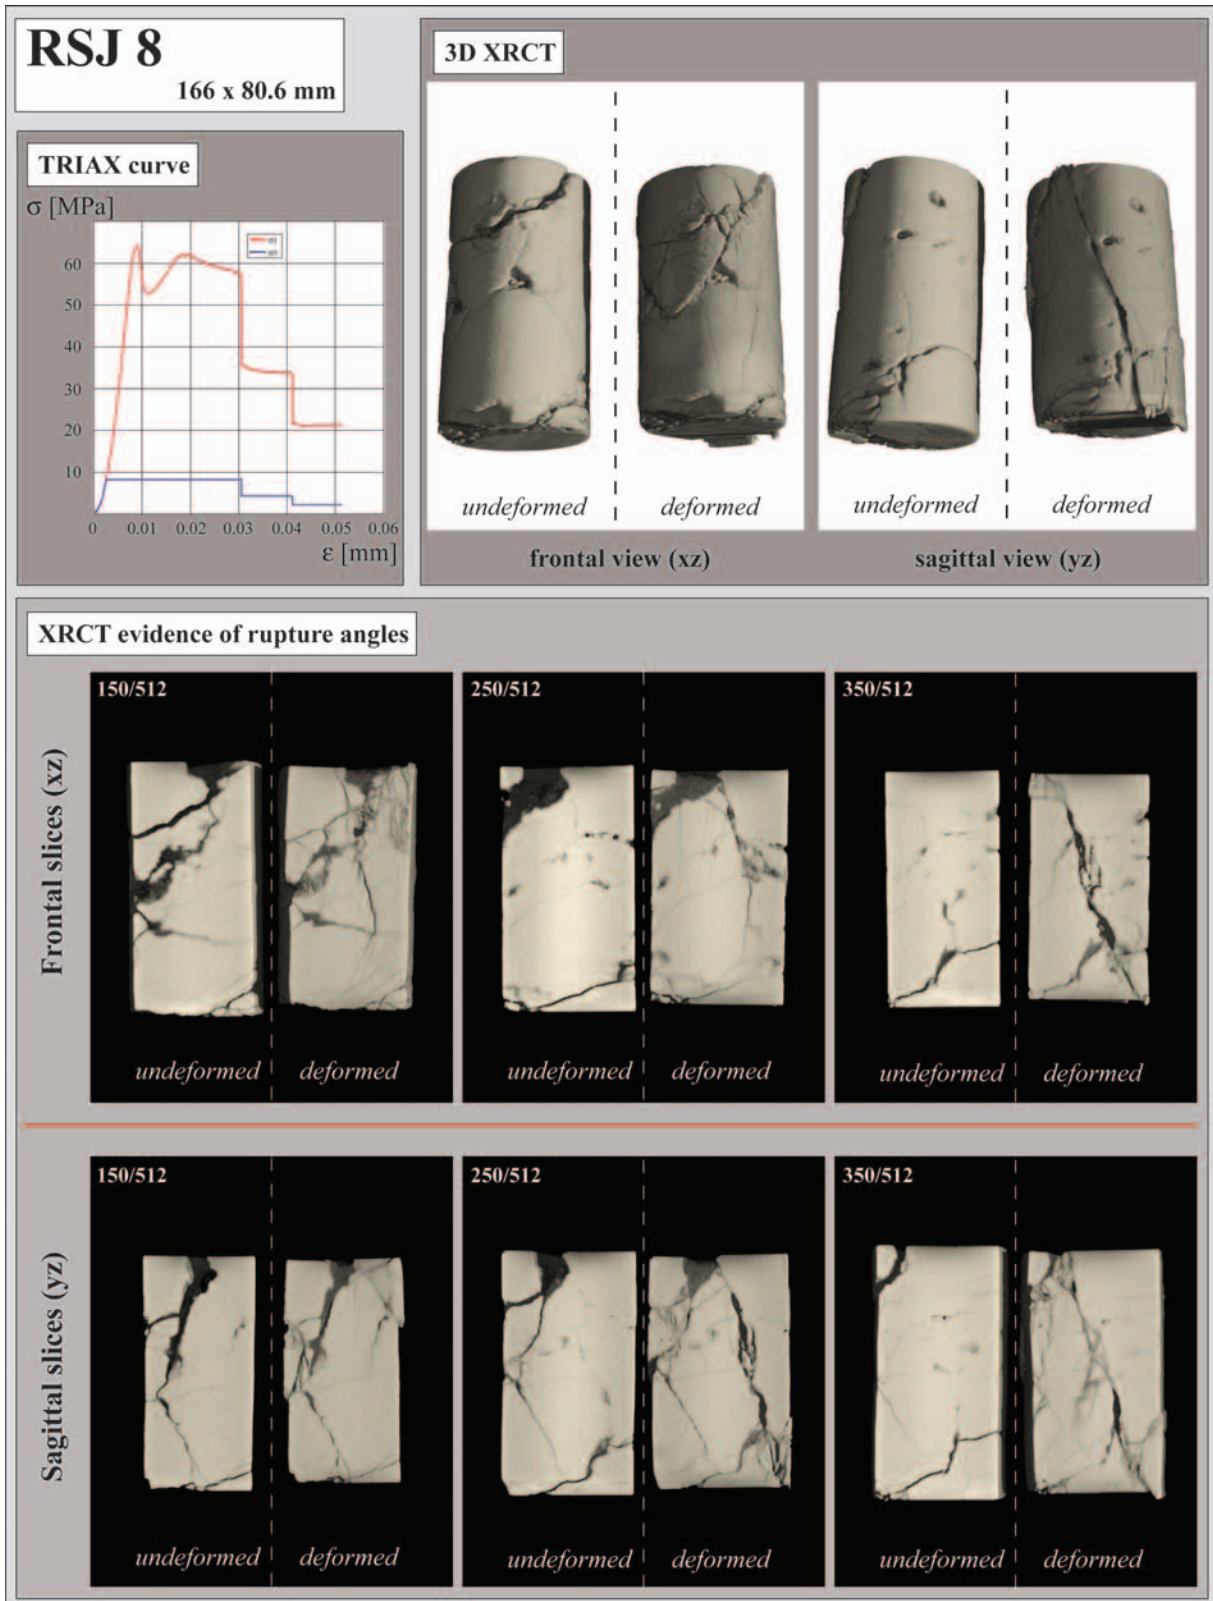 RSJ 8
166 x 80.6 mm
TRIAX curve
σ [MPa]
60
50
40
30
20
10
0 0.01 0.02 0.03 0.04 0.05 0.06
ε [mm]
3D XRCT
undeformed deformed undeformed deformed
frontal view (xz) sagittal view (yz)
XRCT evidence of rupture angles
Frontal slices (xz)
150/512 250/512 350/512
undeformed deformed undeformed deformed undeformed deformed
Sagittal slices (yz)
150/512 250/512 350/512
undeformed deformed undeformed deformed undeformed deformed